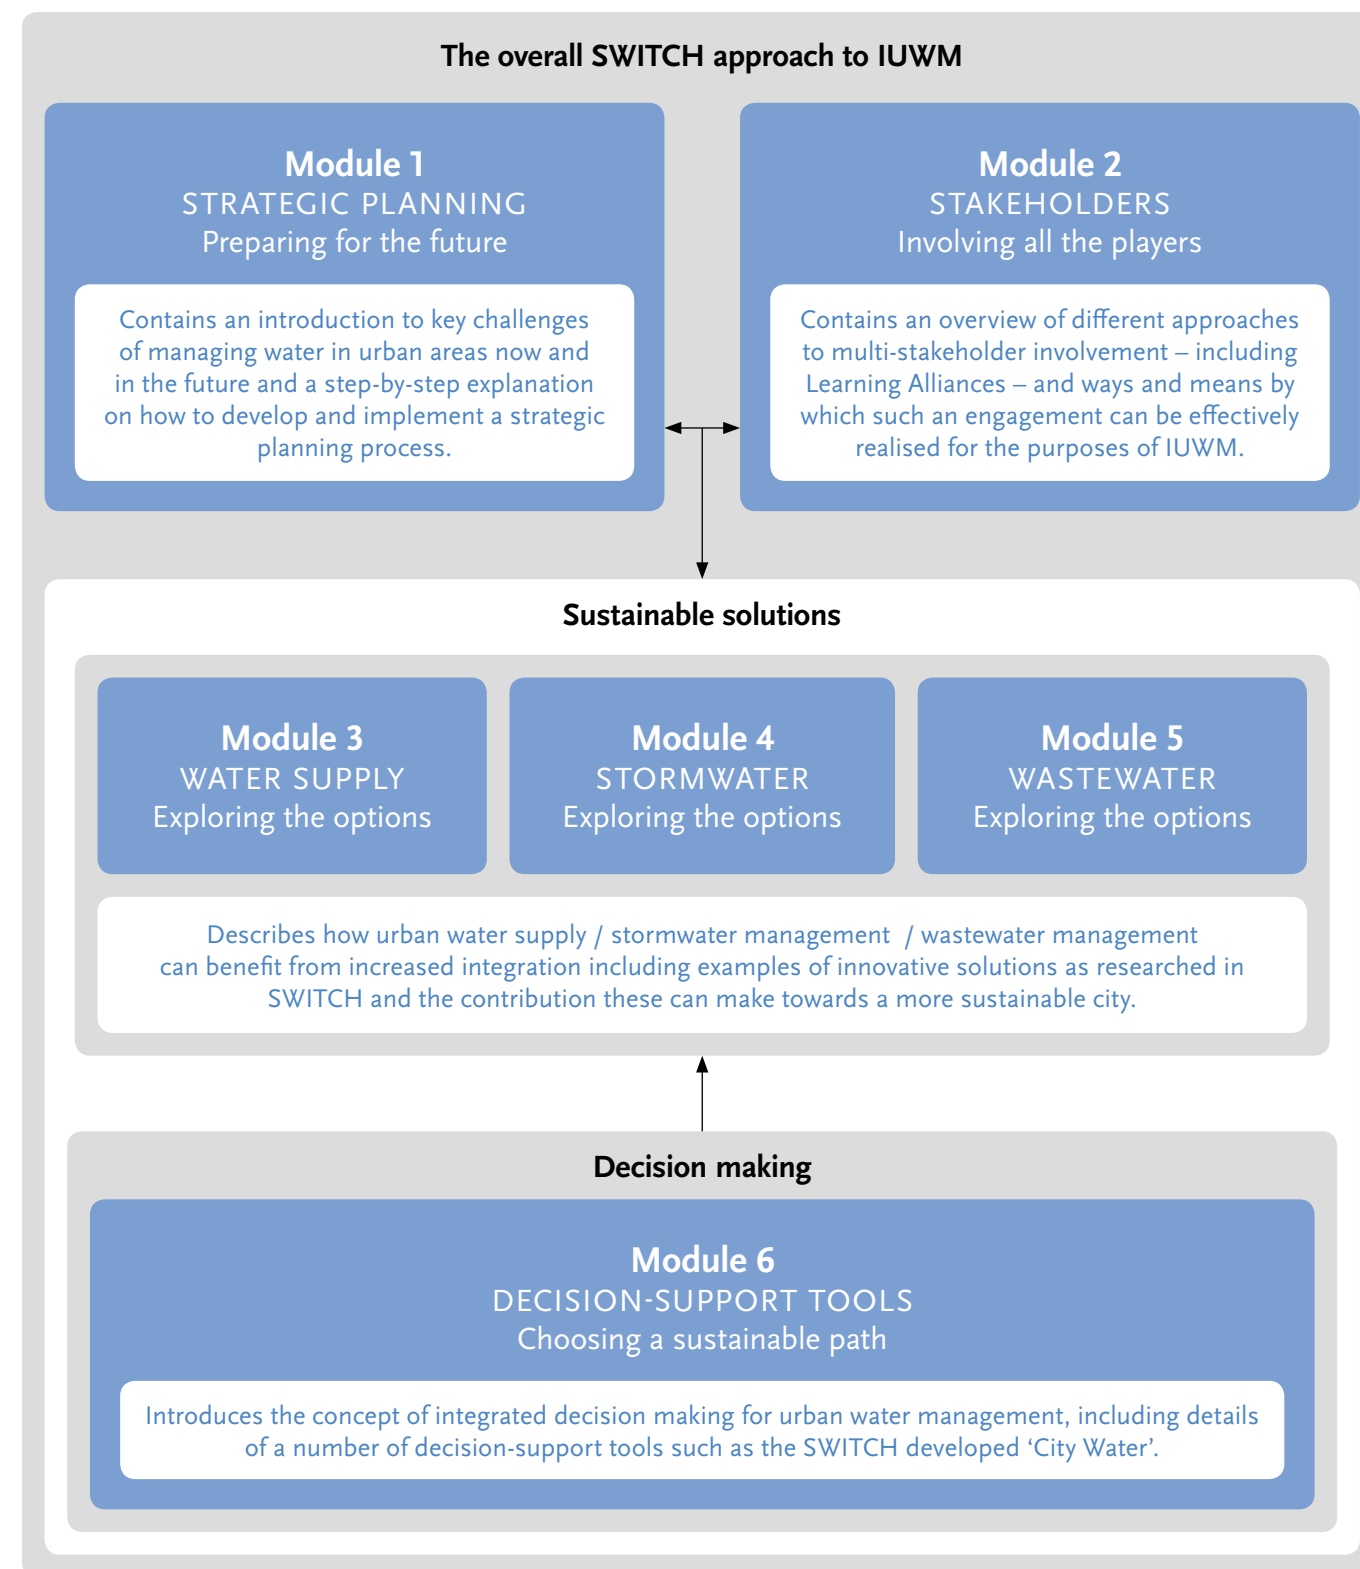 The overall SWITCH approach to IUWM
Module 1
STRATEGIC PLANNING
Preparing for the future
Contains an introduction to key challenges
of managing water in urban areas now and
in the future and a step-by-step explanation
on how to develop and implement a strategic
planning process.
Module 2
STAKEHOLDERS
Involving all the players
Contains an overview of different approaches
to multi-stakeholder involvement – including
Learning Alliances – and ways and means by
which such an engagement can be effectively
realised for the purposes of IUWM.
Sustainable solutions
Module 3
WATER SUPPLY
Exploring the options
Module 4
STORMWATER
Exploring the options
Module 5
WASTEWATER
Exploring the options
Describes how urban water supply / stormwater management / wastewater management
can benefit from increased integration including examples of innovative solutions as researched in
SWITCH and the contribution these can make towards a more sustainable city.
Decision making
Module 6
DECISION-SUPPORT TOOLS
Choosing a sustainable path
Introduces the concept of integrated decision making for urban water management, including details
of a number of decision-support tools such as the SWITCH developed ‘City Water’.